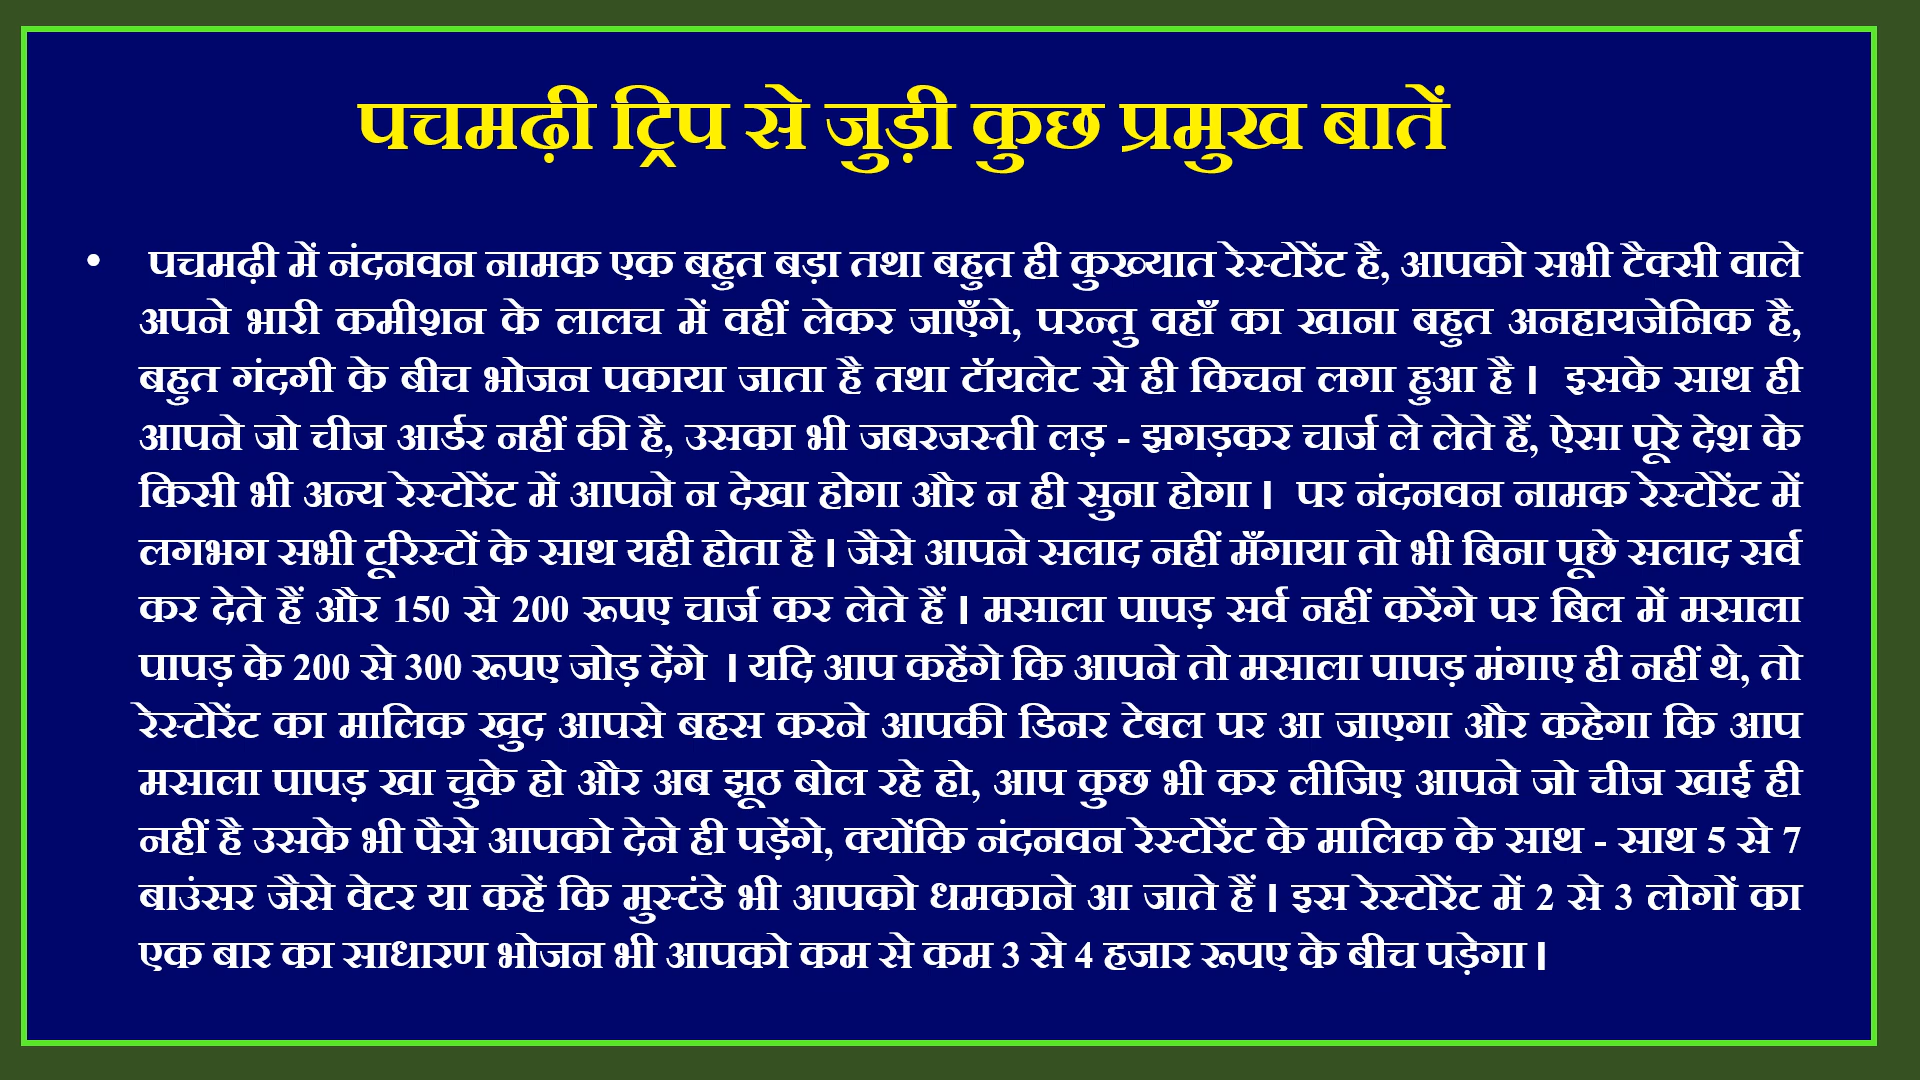 पचमढ़ी ट्रिप से जुड़ी कुछ प्रमुख बातें
• पचमढ़ी में नंदनवन नामक एक बहुत बड़ा तथा बहुत ही कुख्यात रेस्टोरेंट है, आपको सभी टैक्सी वाले
अपने भारी कमीशन के लालच में वहीं लेकर जाएँगे, परन्तु वहाँ का खाना बहुत अनहायजेनिक है,
बहुत गंदगी के बीच भोजन पकाया जाता है तथा टॉयलेट से ही किचन लगा हुआ है। इसके साथ ही
आपने जो चीज आर्डर नहीं की है, उसका भी जबरजस्ती लड़ - झगड़कर चार्ज ले लेते हैं, ऐसा पूरे देश के
किसी भी अन्य रेस्टोरेंट में आपने न देखा होगा और न ही सुना होगा। पर नंदनवन नामक रेस्टोरेंट में
लगभग सभी टूरिस्टों के साथ यही होता है। जैसे आपने सलाद नहीं मँगाया तो भी बिना पूछे सलाद सर्व
कर देते हैं और 150 से 200 रूपए चार्ज कर लेते हैं। मसाला पापड़ सर्व नहीं करेंगे पर बिल में मसाला
पापड़ के 200 से 300 रूपए जोड़ देंगे । यदि आप कहेंगे कि आपने तो मसाला पापड़ मंगाए ही नहीं थे, तो
रेस्टोरेंट का मालिक खुद आपसे बहस करने आपकी डिनर टेबल पर आ जाएगा और कहेगा कि आप
मसाला पापड़ खा चुके हो और अब झूठ बोल रहे हो, आप कुछ भी कर लीजिए आपने जो चीज खाई ही
नहीं है उसके भी पैसे आपको देने ही पड़ेंगे, क्योंकि नंदनवन रेस्टोरेंट के मालिक के साथ - साथ 5 से 7
बाउंसर जैसे वेटर या कहें कि मुस्टंडे भी आपको धमकाने आ जाते हैं। इस रेस्टोरेंट में 2 से 3 लोगों का
एक बार का साधारण भोजन भी आपको कम से कम 3 से 4 हजार रूपए के बीच पड़ेगा।